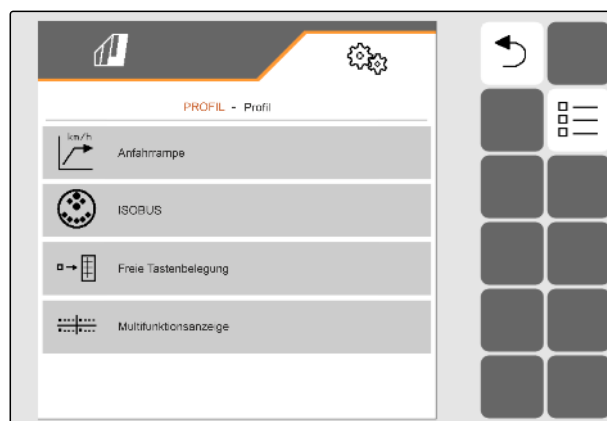 PROFIL - Profil
km/h
Anfahrrampe
ISOBUS
Freie Tastenbelegung
Multifunktionsanzeige